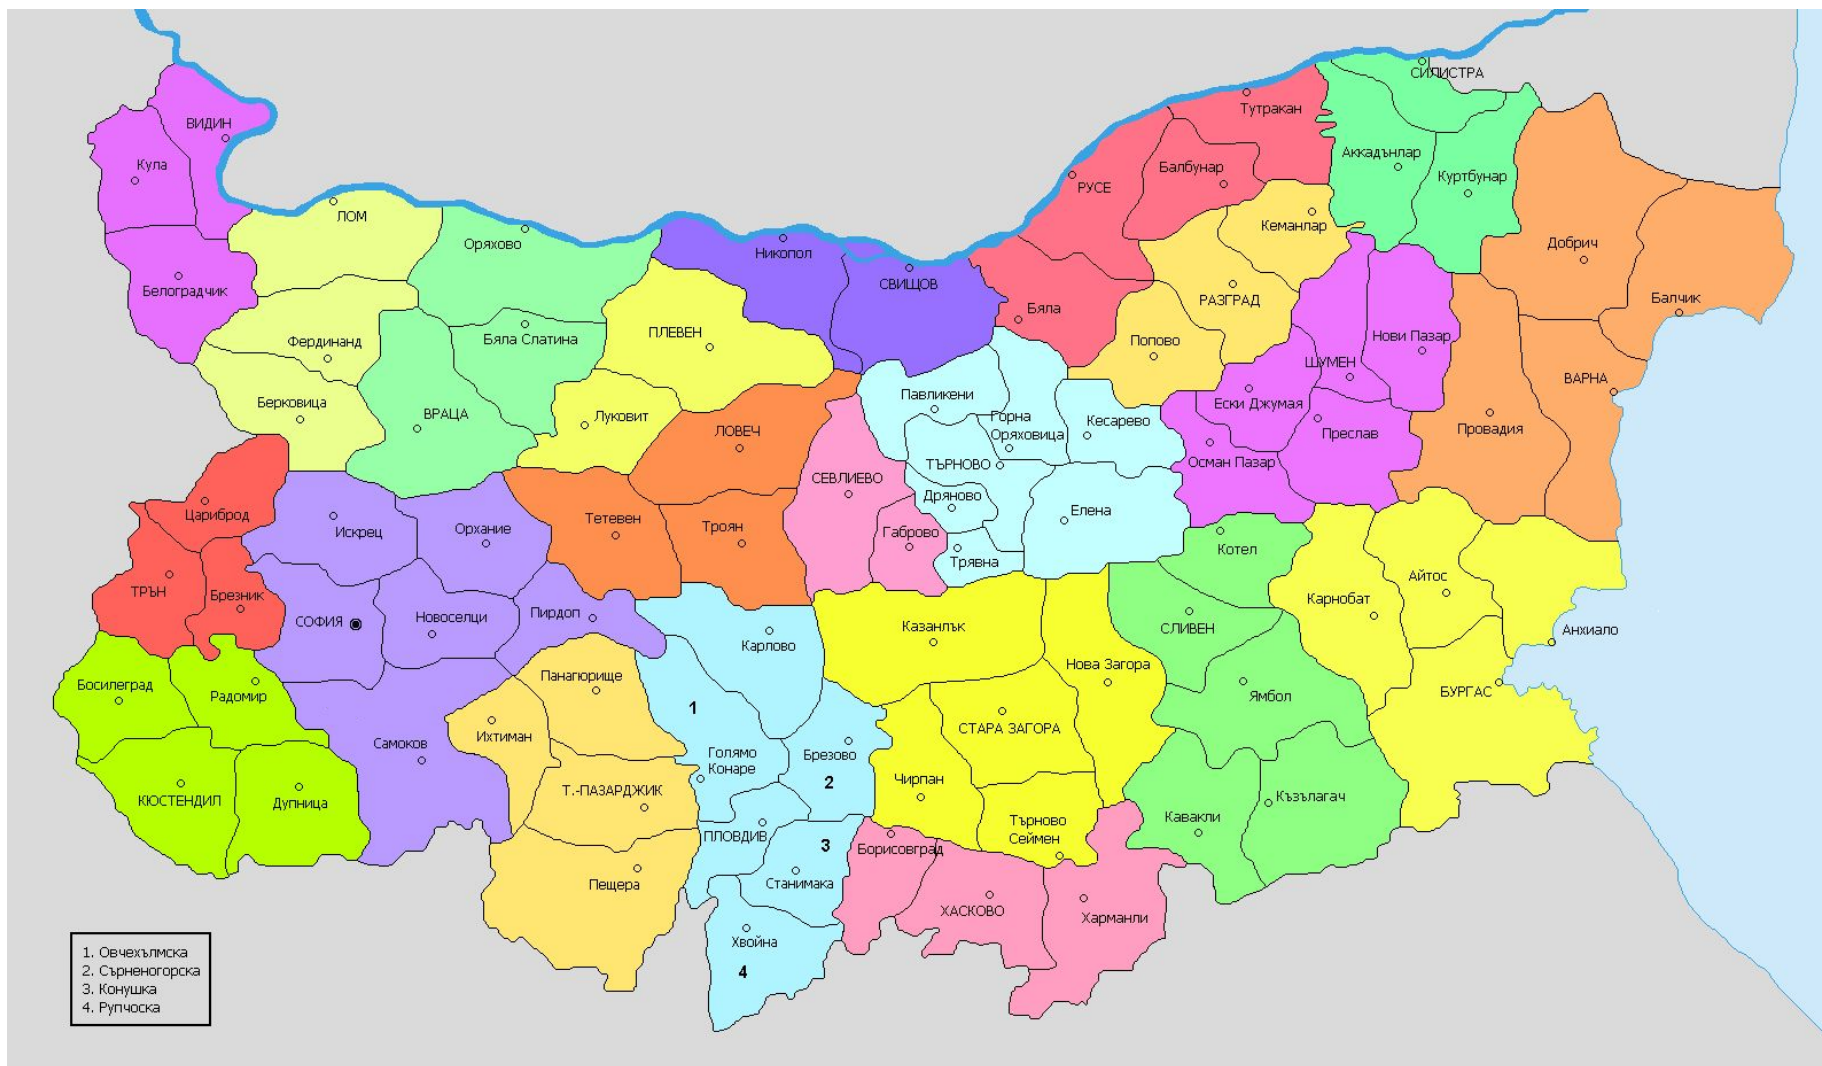 ВИДИН
Кула
Белоградчик
ЛОМ
Фердинанд
Берковица
Оряхово
Бяла Слатина
ВРАЦА
Никопол
СВИЩОВ
ПЛЕВЕН
Луковит
ЛОВЕЧ
Тетевен
Троян
СЕВЛИЕВО
Габрово
Павликени
Горна
Оряховица
Кесарево
ТЪРНОВО
Дряново
Трявна
Елена
РУСЕ
Балбунар
Тутракан
Бяла
Кеманлар
РАЗГРАД
Попово
СИЛИСТРА
Аккадънлар
Куртбунар
Добрич
Балчик
ВАРНА
Провадия
Нови Пазар
ШУМЕН
Ески Джумая
Преслав
Осман Пазар
Цариброд
ТРЪН
Брезник
Искрец
Орхание
СОФИЯ
Новоселци
Пирдоп
Самоков
Босилеград
Радомир
КЮСТЕНДИЛ
Дупница
Панагюрище
Ихтиман
Т.-ПАЗАРДЖИК
Пещера
Карлово
1
Голямо
Конаре
Брезово
2
ПЛОВДИВ
3
Станимака
Хвойна
4
Казанлък
Нова Загора
СТАРА ЗАГОРА
Чирпан
Търново
Сеймен
Борисовград
ХАСКОВО
Харманли
Котел
СЛИВЕН
Ямбол
Кавакли
Къзълагач
Карнобат
Айтос
Анхиало
БУРГАС
1. Овчехълмска
2. Сърненогорска
3. Конушка
4. Рупчоска